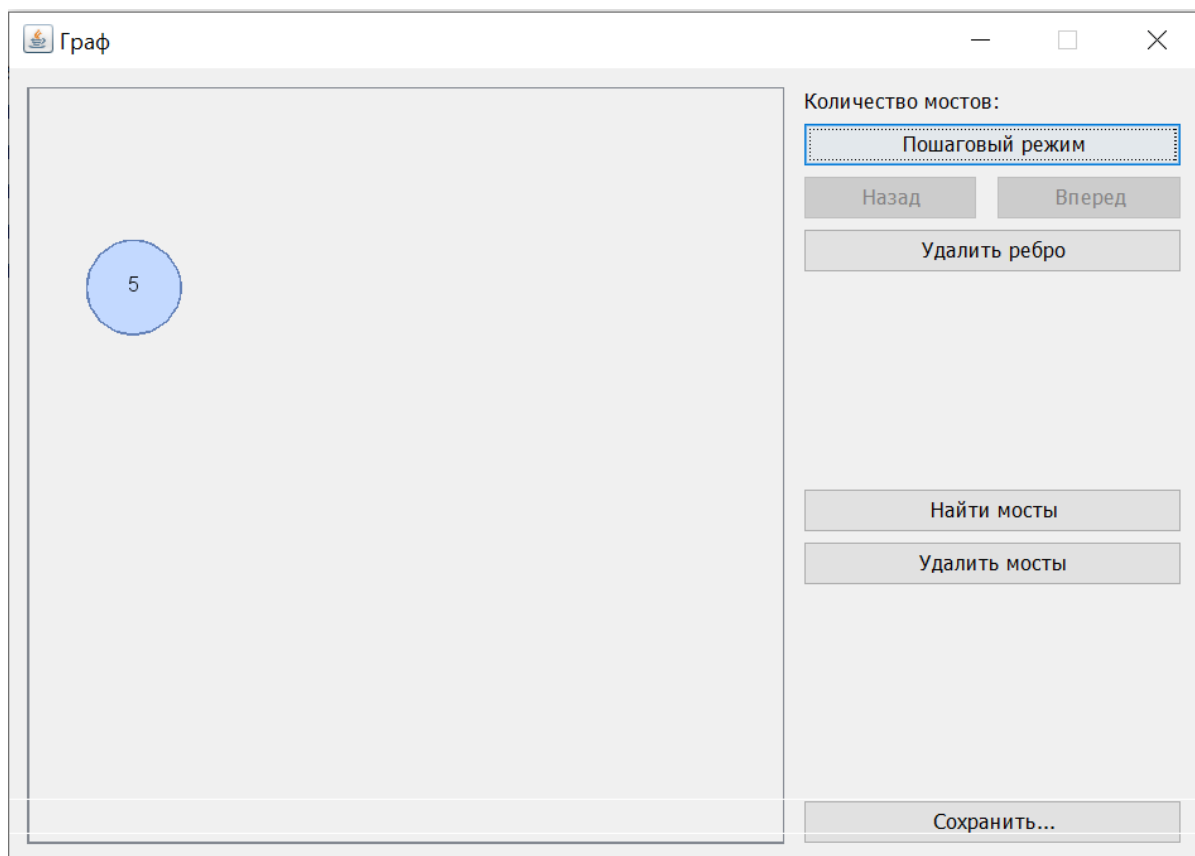 Граф
Количество мостов:
Пошаговый режим
Назад Вперед
Удалить ребро
5
Найти мосты
Удалить мосты
Сохранить...